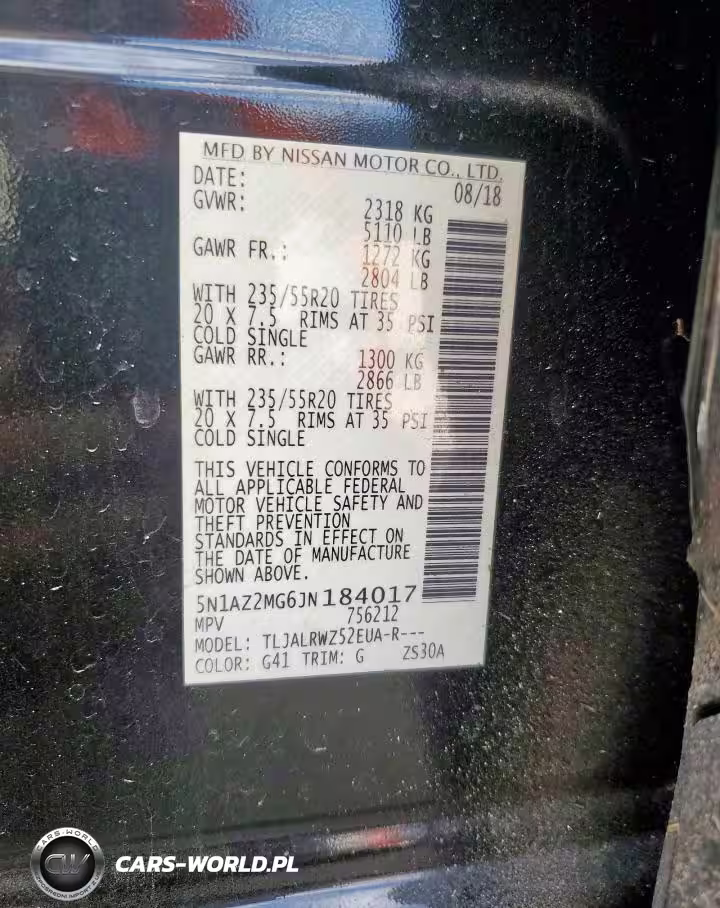 MFD BY NISSAN MOTOR CO., LTD.
DATE: 08/18
GVWR: 2318 KG
5110 LB
GAWR FR.: 1272 KG
2804 LB
WITH 235/55R20 TIRES
20 X 7.5 RIMS AT 35 PSI
COLD SINGLE
GAWR RR.: 1300 KG
2866 LB
WITH 235/55R20 TIRES
20 X 7.5 RIMS AT 35 PSI
COLD SINGLE
THIS VEHICLE CONFORMS TO
ALL APPLICABLE FEDERAL
MOTOR VEHICLE SAFETY AND
THEFT PREVENTION
STANDARDS IN EFFECT ON
THE DATE OF MANUFACTURE
SHOWN ABOVE.
5N1AZ2MG6JN184017
MPV 756212
MODEL: TLJALRWZ52EUA-R---
COLOR: G41 TRIM: G ZS30A
CARS-WORLD
CW
CARS-WORLD.PL